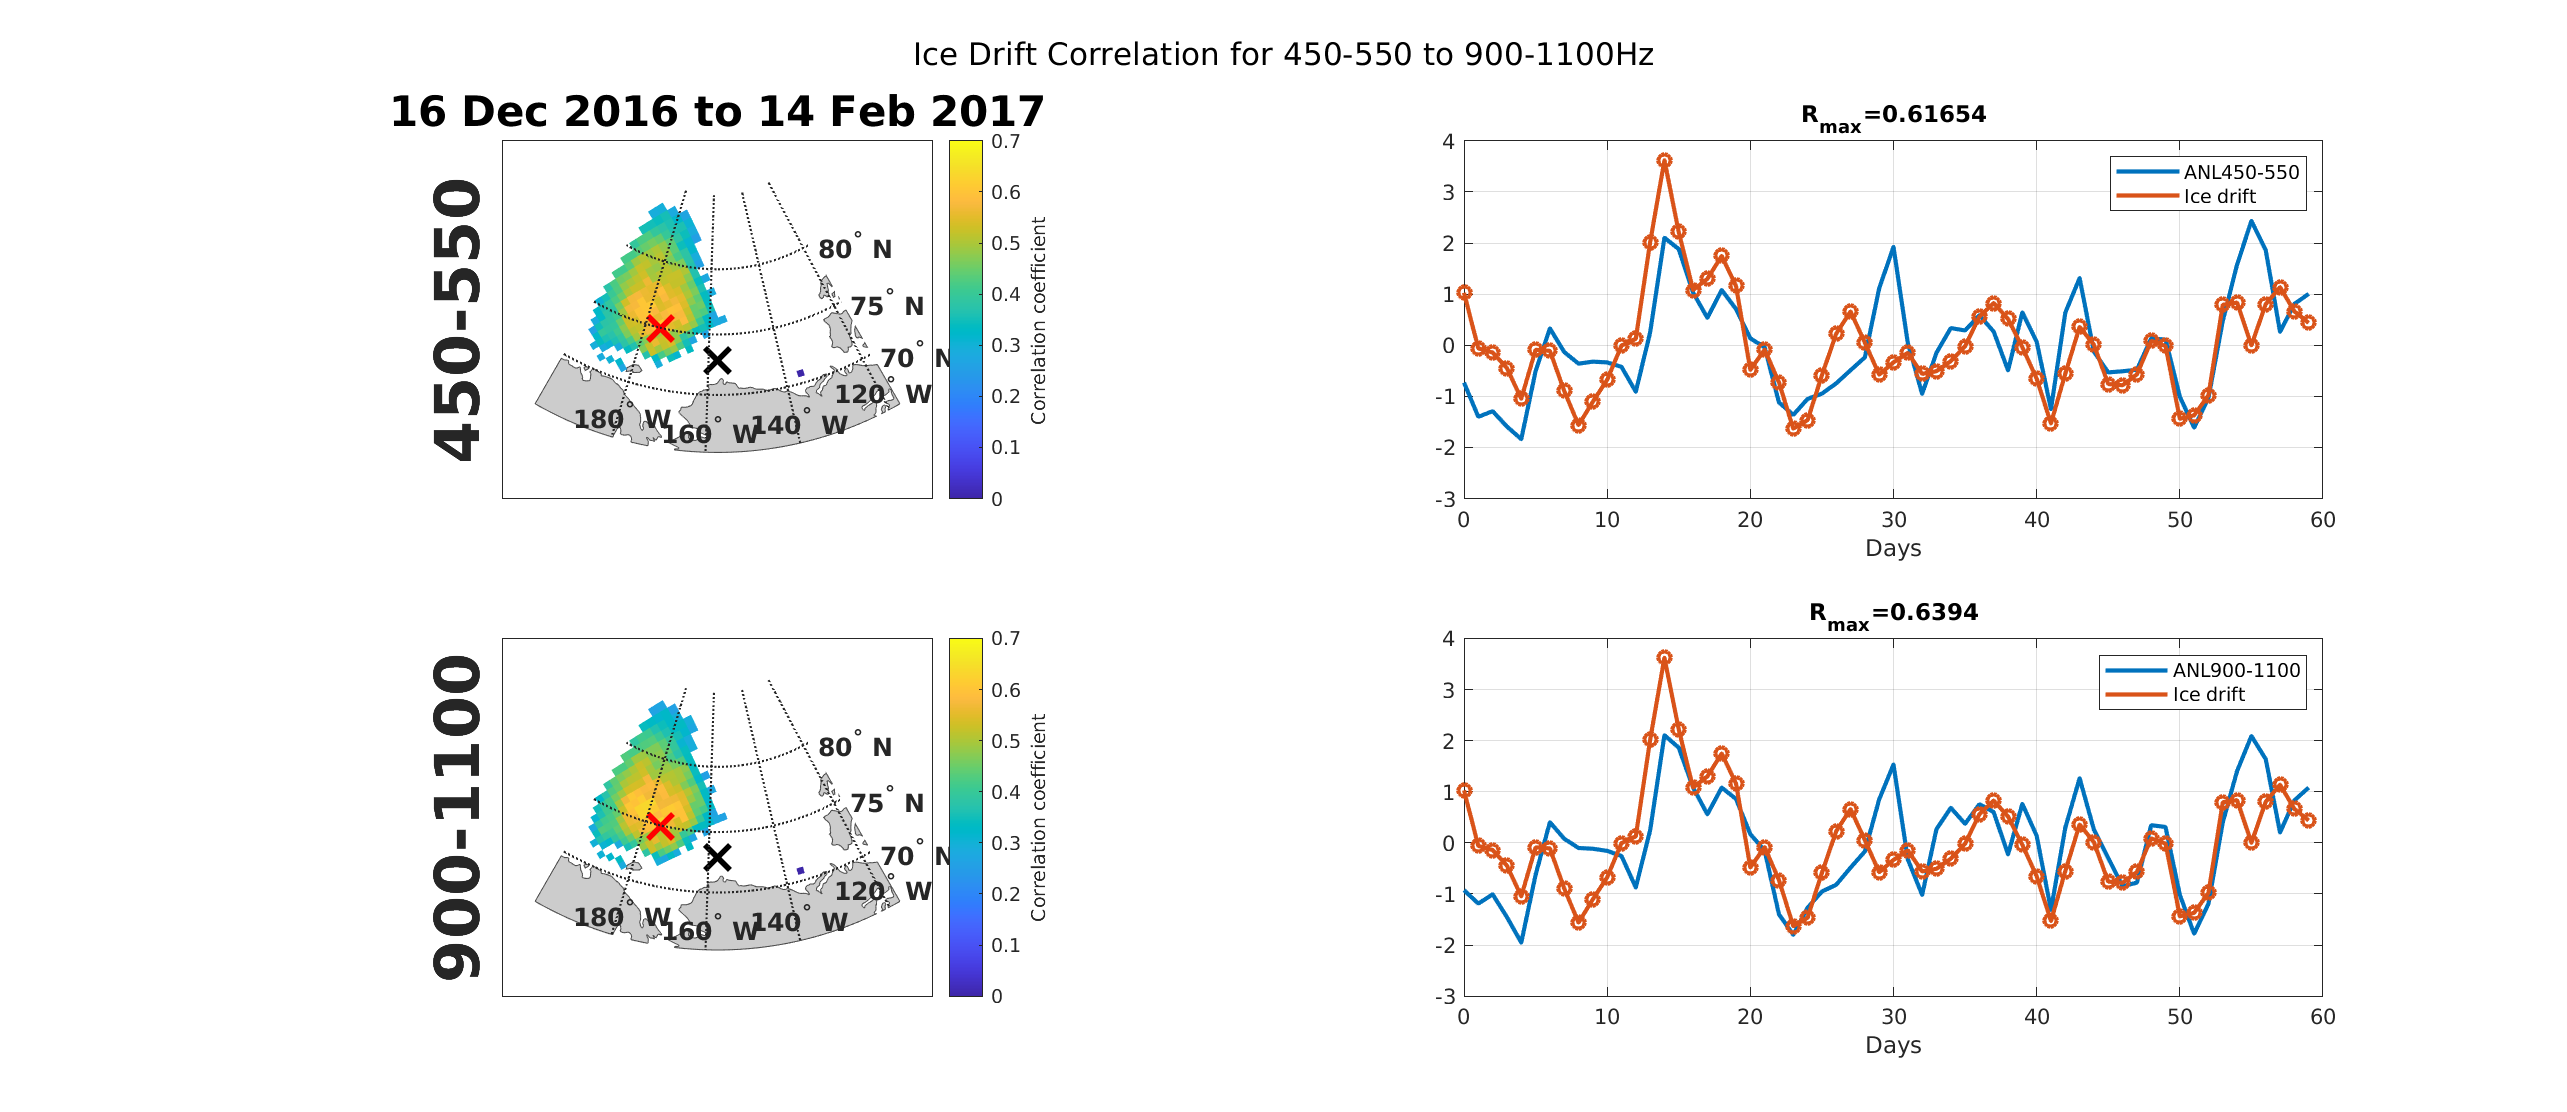 Ice Drift Correlation for 450-550 to 900-1100Hz
16 Dec 2016 to 14 Feb 2017
450-550
80° N
75° N
70° N
120° W
180° W
160° W
140° W
0.7
0.6
0.5
0.4
0.3
0.2
0.1
0
Correlation coefficient
Rmax=0.61654
ANL450-550
Ice drift
4
3
2
1
0
-1
-2
-3
0 10 20 30 40 50 60
Days
900-1100
80° N
75° N
70° N
120° W
180° W
160° W
140° W
0.7
0.6
0.5
0.4
0.3
0.2
0.1
0
Correlation coefficient
Rmax=0.6394
ANL900-1100
Ice drift
4
3
2
1
0
-1
-2
-3
0 10 20 30 40 50 60
Days